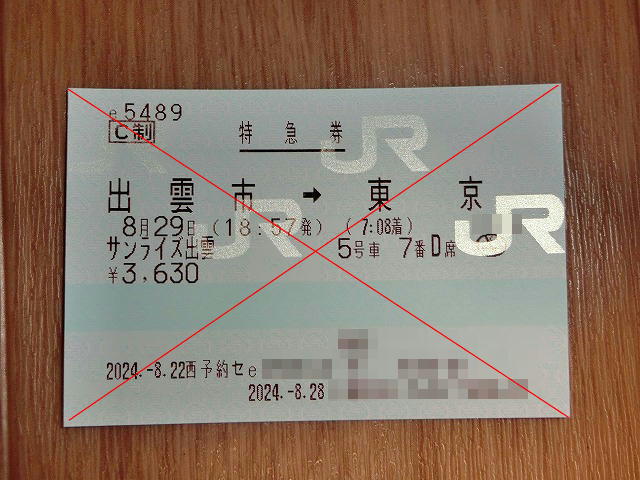 e5489
C制
特急券
出雲市 → 東京
8月29日 (18:57発) (7:08着)
サンライズ出雲 5号車 7番D席
¥3,630
2024.-8.22西予約セe
2024.-8.28
JR
JR
JR